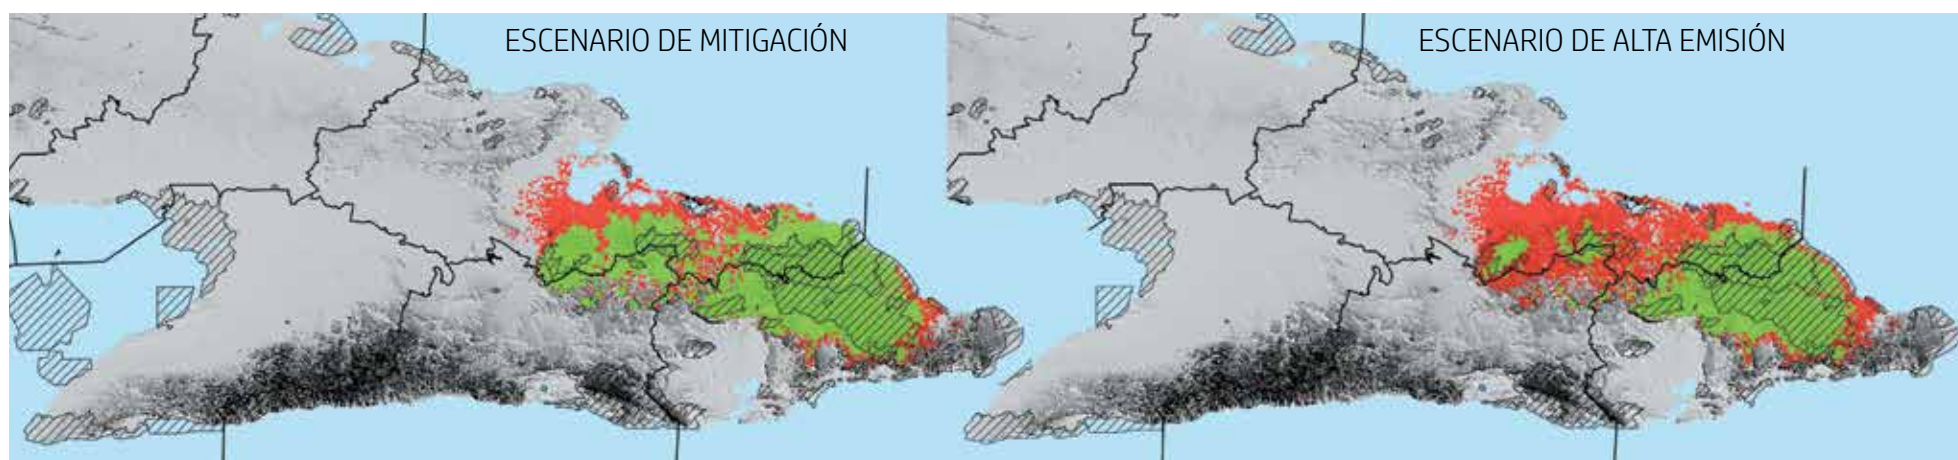 ESCENARIO DE MITIGACIÓN
ESCENARIO DE ALTA EMISIÓN